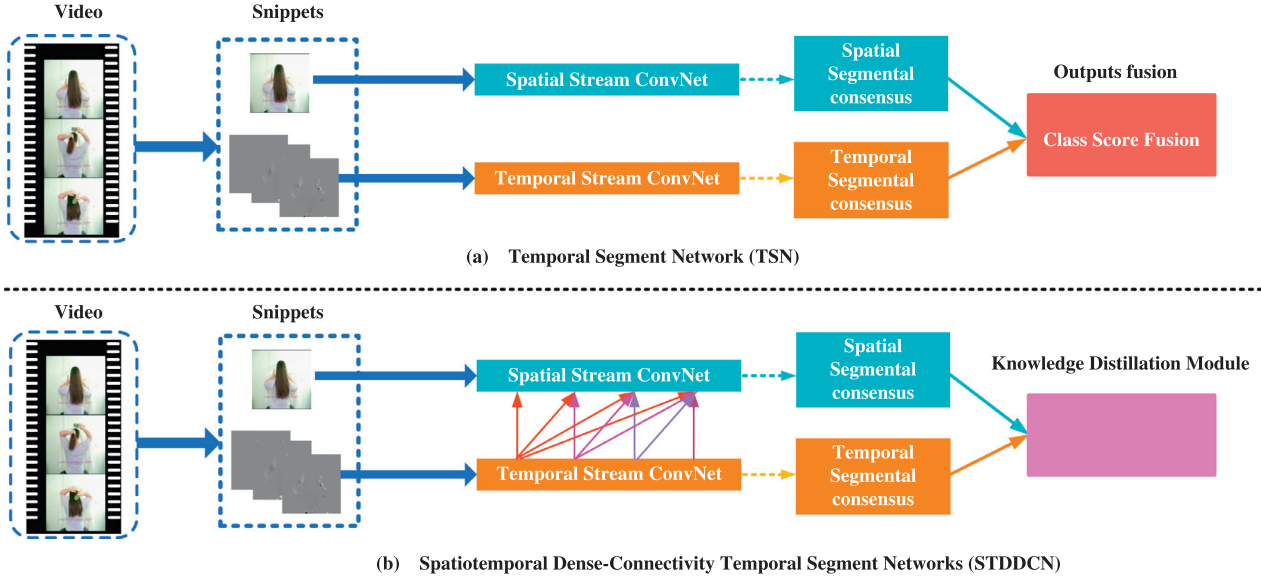 Video
Snippets
Spatial Stream ConvNet
Spatial
Segmental
consensus
Outputs fusion
Class Score Fusion
Temporal Stream ConvNet
Temporal
Segmental
consensus
(a) Temporal Segment Network (TSN)
Video
Snippets
Spatial Stream ConvNet
Spatial
Segmental
consensus
Knowledge Distillation Module
Temporal Stream ConvNet
Temporal
Segmental
consensus
(b) Spatiotemporal Dense-Connectivity Temporal Segment Networks (STDDCN)